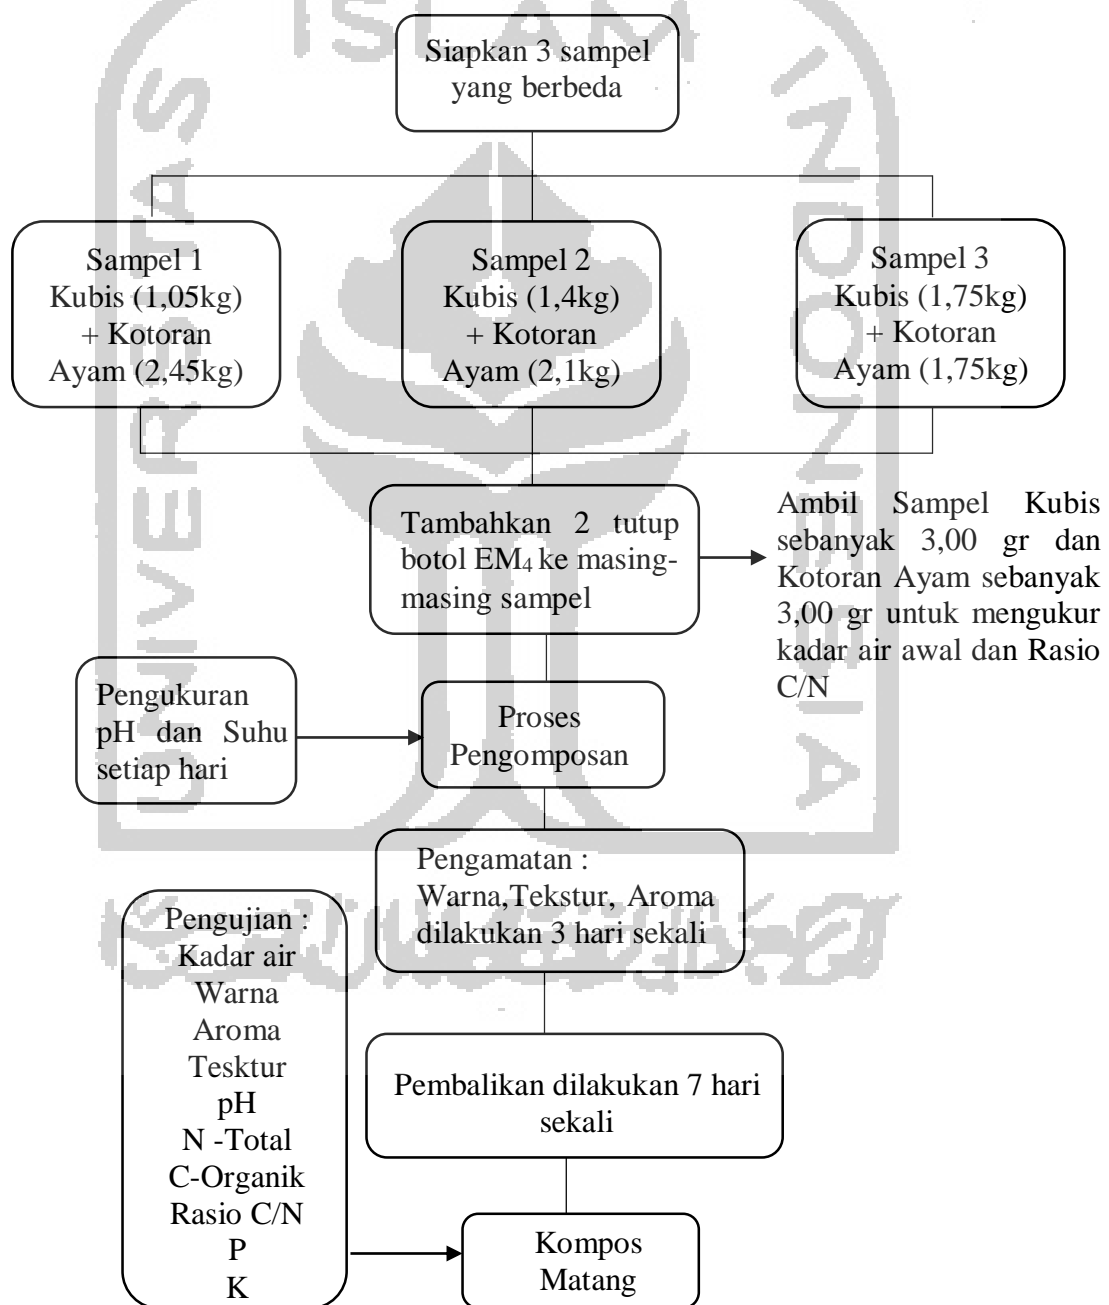 Siapkan 3 sampel
yang berbeda
Sampel 1
Kubis (1,05kg)
+ Kotoran
Ayam (2,45kg)
Sampel 2
Kubis (1,4kg)
+ Kotoran
Ayam (2,1kg)
Sampel 3
Kubis (1,75kg)
+ Kotoran
Ayam (1,75kg)
Tambahkan 2 tutup
botol EM₄ ke masing-
masing sampel
Ambil Sampel Kubis
sebanyak 3,00 gr dan
Kotoran Ayam sebanyak
3,00 gr untuk mengukur
kadar air awal dan Rasio
C/N
Pengukuran
pH dan Suhu
setiap hari
Proses
Pengomposan
Pengamatan :
Warna,Tekstur, Aroma
dilakukan 3 hari sekali
Pengujian :
Kadar air
Warna
Aroma
Tesktur
pH
N -Total
C-Organik
Rasio C/N
P
K
Pembalikan dilakukan 7 hari
sekali
Kompos
Matang
UNIVERSITAS
ISLAM
INDONESIA